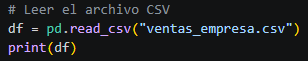 # Leer el archivo CSV
df = pd.read_csv("ventas_empresa.csv")
print(df)